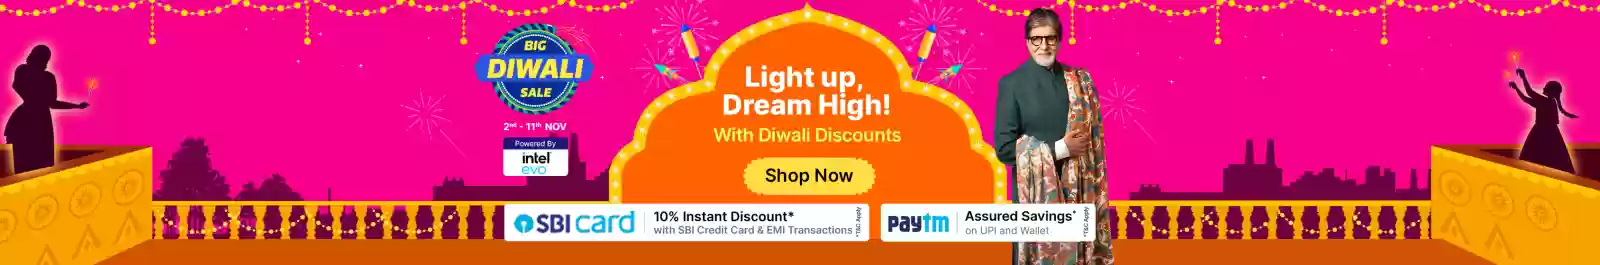 BIG
DIWALI
SALE
2nd - 11th NOV
Powered By
intel
evo
Light up,
Dream High!
With Diwali Discounts
Shop Now
SBI card
10% Instant Discount*
with SBI Credit Card & EMI Transactions
*T&C Apply
paytm
Assured Savings*
on UPI and Wallet
*T&C Apply